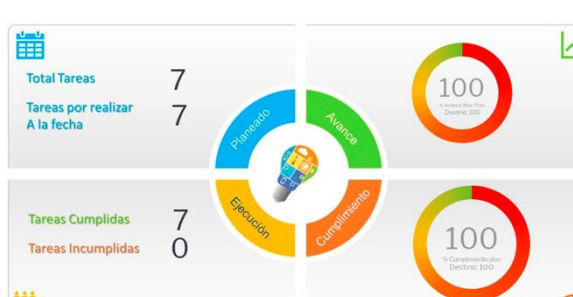 Total Tareas 7
Tareas por realizar 7
A la fecha
Planeado
Avance
100
% Avance Real Plan
Destino: 100
Tareas Cumplidas 7
Tareas Incumplidas 0
Ejecución
Cumplimiento
100
% Cumplimiento plan
Destino: 100